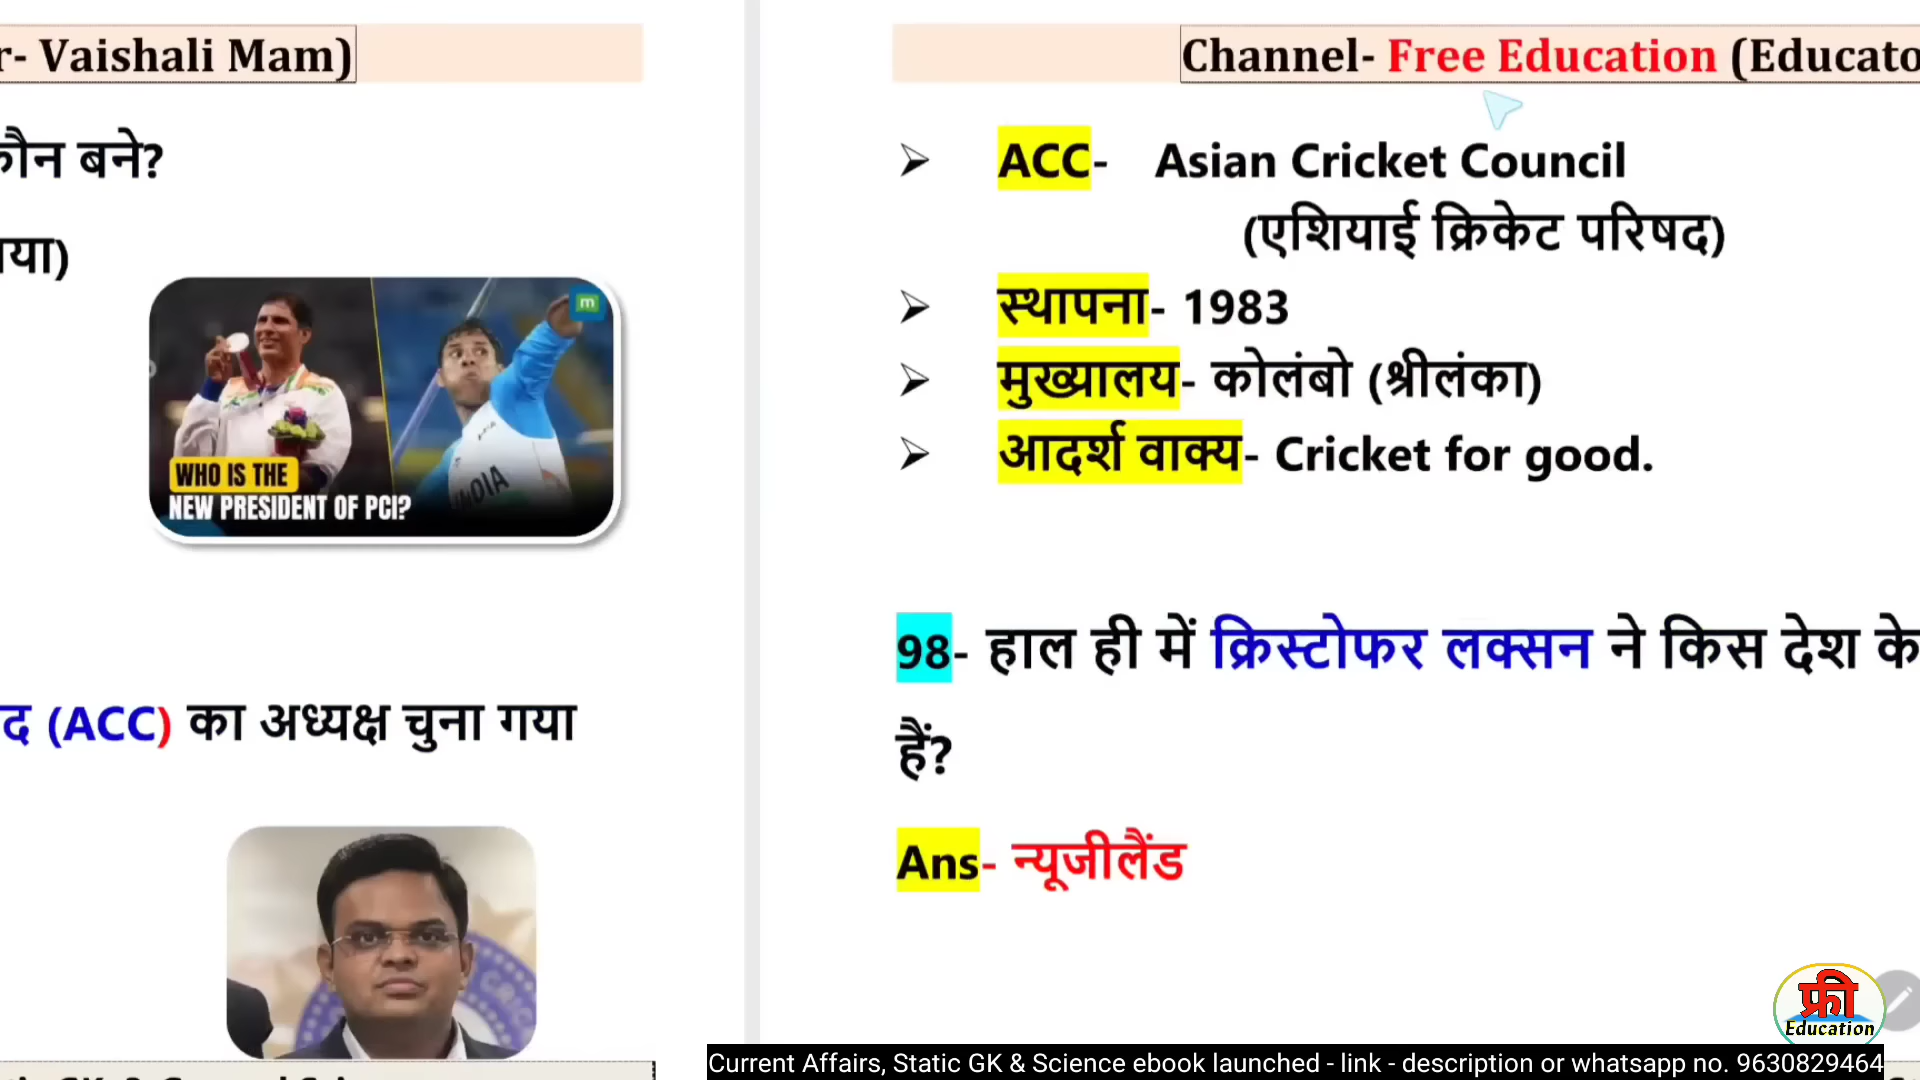 r- Vaishali Mam)
कौन बने?
गया)
m
WHO IS THE
NEW PRESIDENT OF PCI?
INDIA
द (ACC) का अध्यक्ष चुना गया
Channel- Free Education (Educato
➢ ACC- Asian Cricket Council
(एशियाई क्रिकेट परिषद)
➢ स्थापना- 1983
➢ मुख्यालय- कोलंबो (श्रीलंका)
➢ आदर्श वाक्य- Cricket for good.
98- हाल ही में क्रिस्टोफर लक्सन ने किस देश के
हैं?
Ans- न्यूजीलैंड
फ्री
Education
Current Affairs, Static GK & Science ebook launched - link - description or whatsapp no. 9630829464